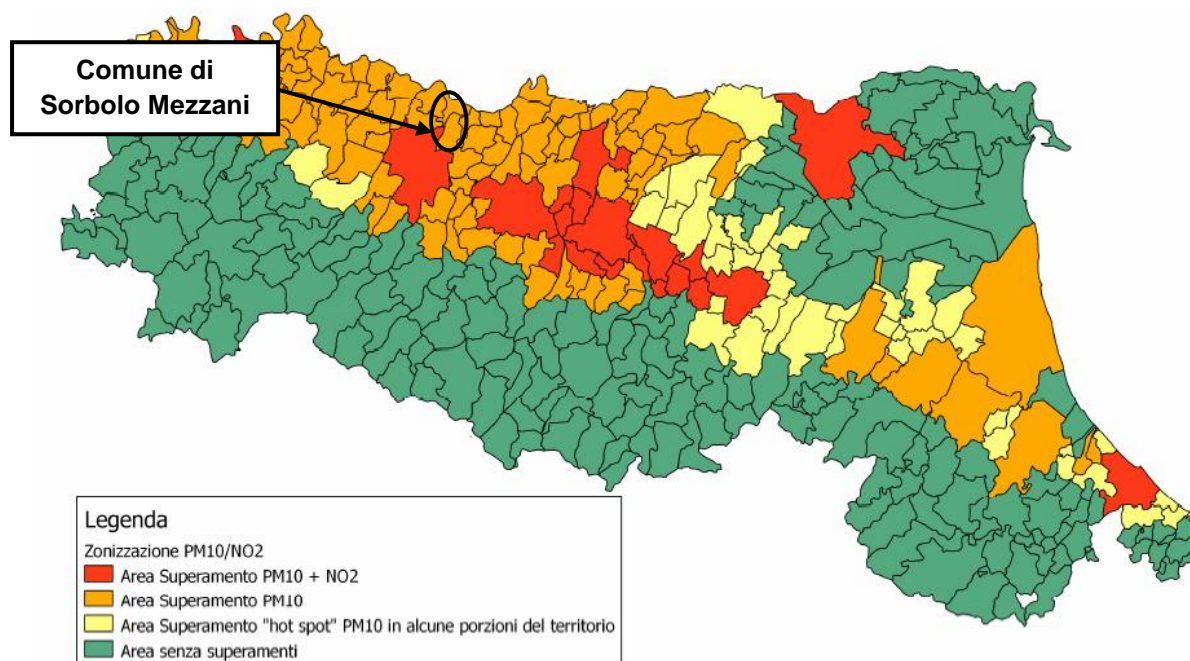 Comune di
Sorbolo Mezzani
Legenda
Zonizzazione PM10/NO2
Area Superamento PM10 + NO2
Area Superamento PM10
Area Superamento "hot spot" PM10 in alcune porzioni del territorio
Area senza superamenti